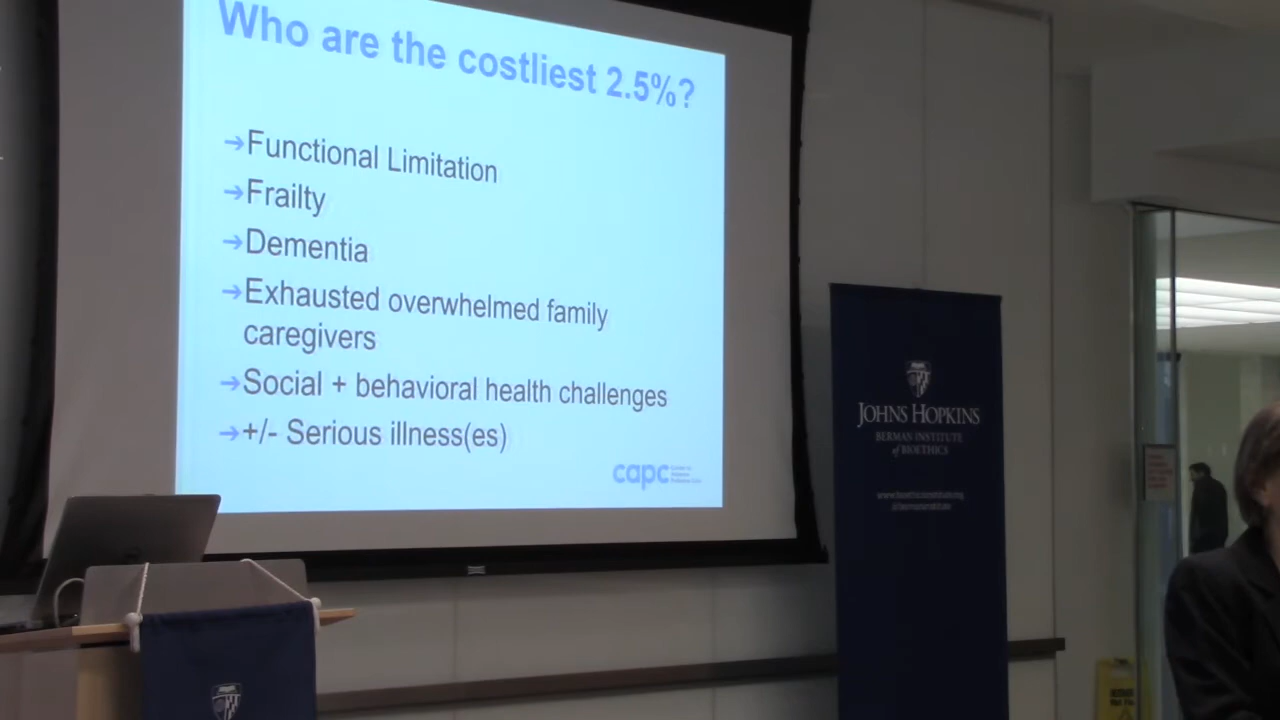 Who are the costliest 2.5%?
➔Functional Limitation
➔Frailty
➔Dementia
➔Exhausted overwhelmed family
caregivers
➔Social + behavioral health challenges
➔+/- Serious illness(es)
capc
JOHNS HOPKINS
BERMAN INSTITUTE
of BIOETHICS